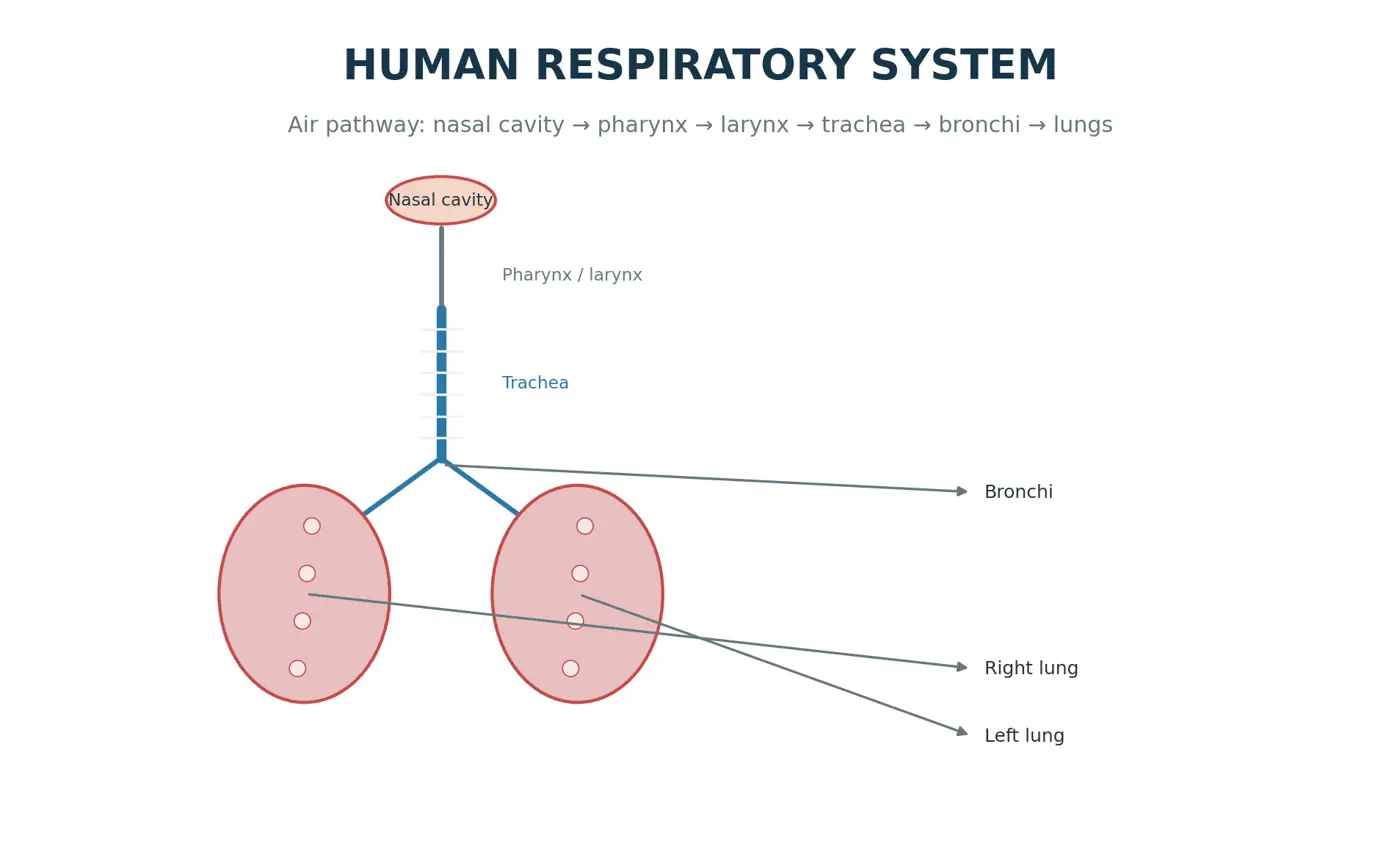 HUMAN RESPIRATORY SYSTEM
Air pathway: nasal cavity → pharynx → larynx → trachea → bronchi → lungs
Nasal cavity
Pharynx / larynx
Trachea
Bronchi
Right lung
Left lung